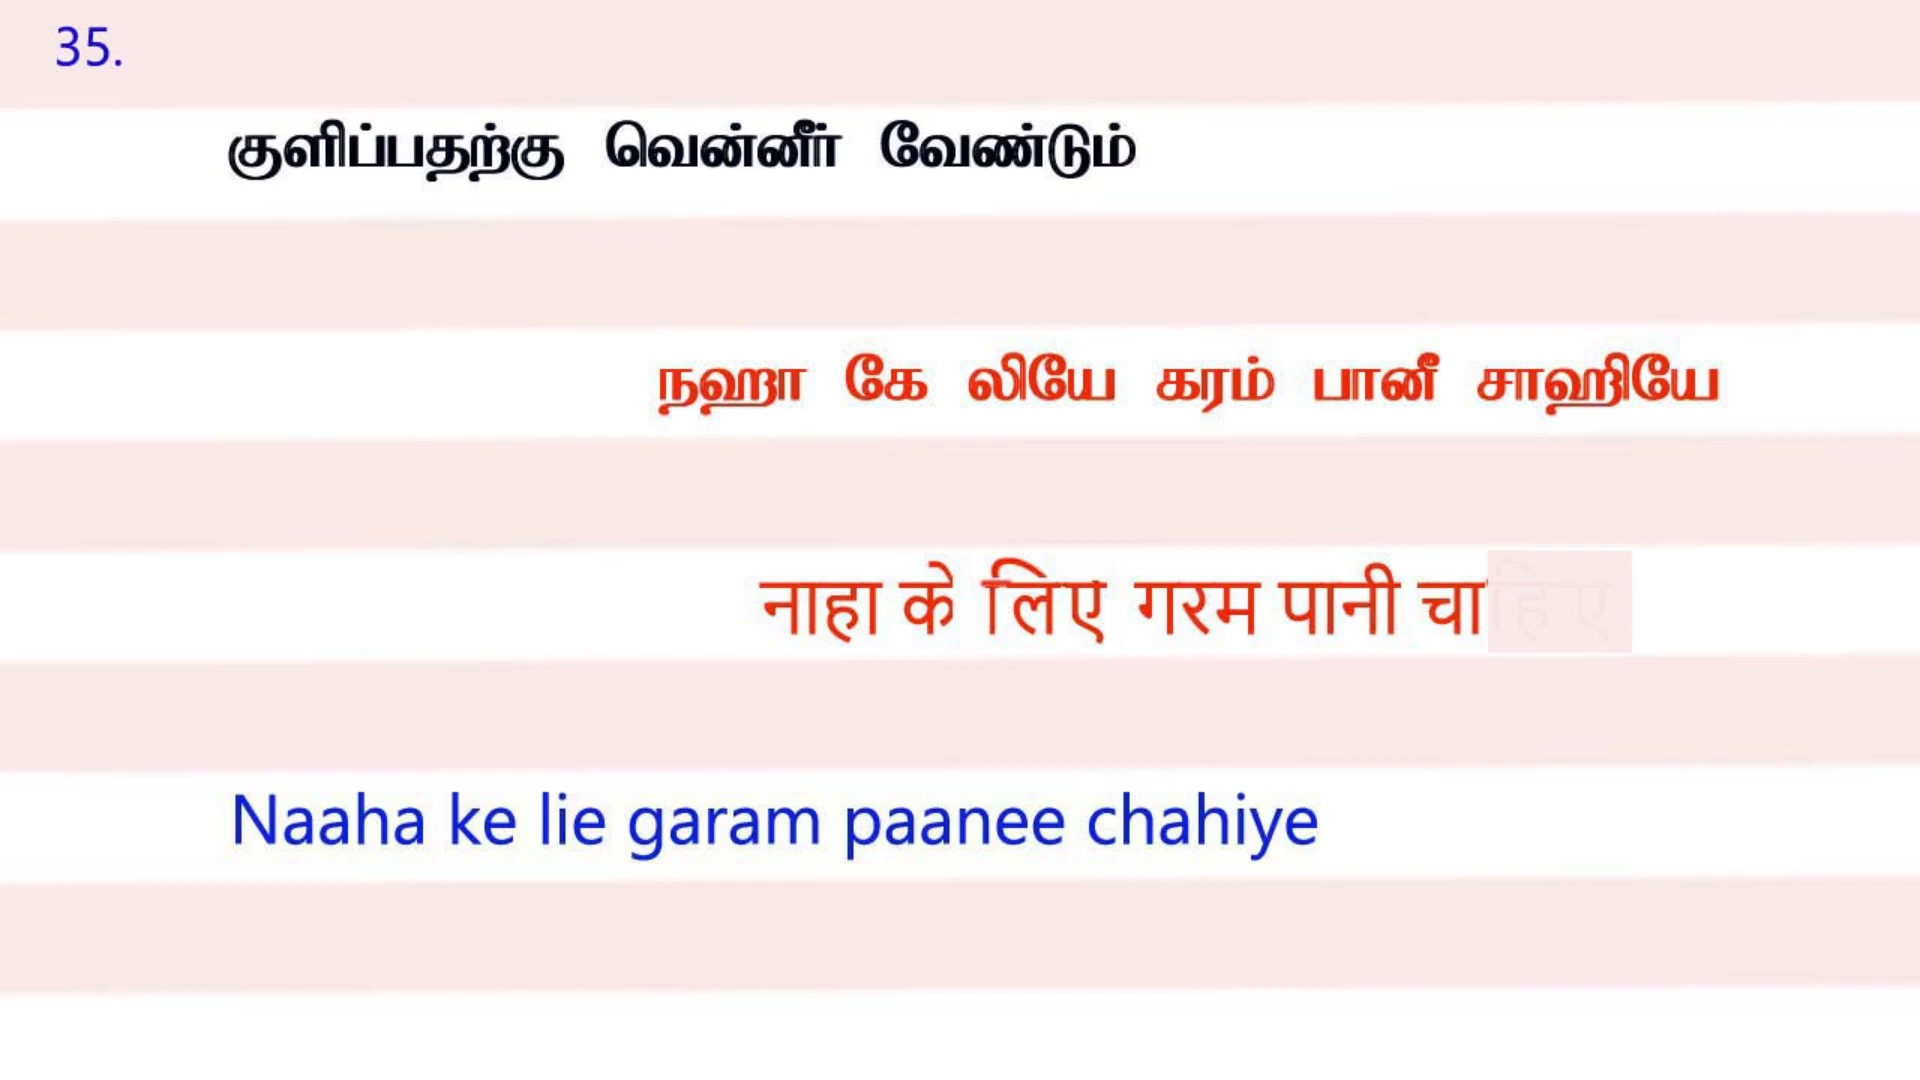 35.
குளிப்பதற்கு வென்னீர் வேண்டும்
நஹா கே லியே கரம் பானீ சாஹியே
नाहा के लिए गरम पानी चाहिए
Naaha ke lie garam paanee chahiye